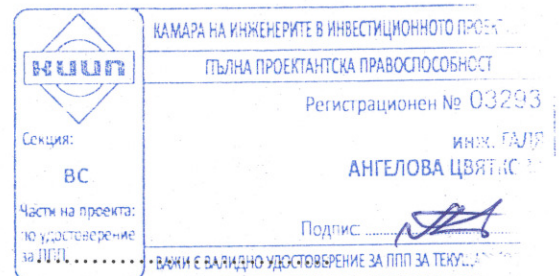 КАМАРА НА ИНЖЕНЕРИТЕ В ИНВЕСТИЦИОННОТО
КИИП
ПЪЛНА ПРОЕКТАНТСКА ПРАВОСПОСОБНОСТ
Регистрационен № 03293
Секция:
ВС
инж. ГАЛЯ
АНГЕЛОВА
Части на проекта:
по удостоверение
за ППП
Подпис:
ВАЖИ С ВАЛИДНО УДОСТОВЕРЕНИЕ ЗА ППП ЗА